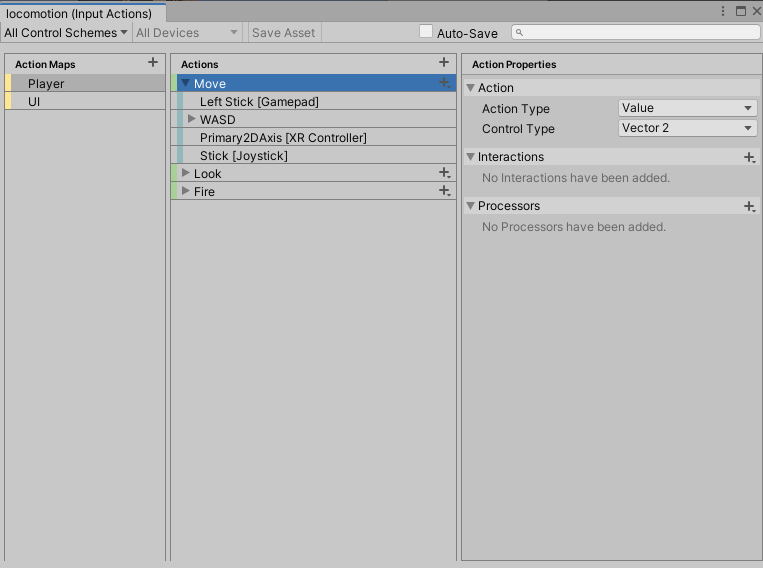 locomotion (Input Actions)
All Control Schemes All Devices Save Asset Auto-Save
Action Maps
Player
UI
Actions
Move
Left Stick [Gamepad]
WASD
Primary2DAxis [XR Controller]
Stick [Joystick]
Look
Fire
Action Properties
Action
Action Type Value
Control Type Vector 2
Interactions
No Interactions have been added.
Processors
No Processors have been added.